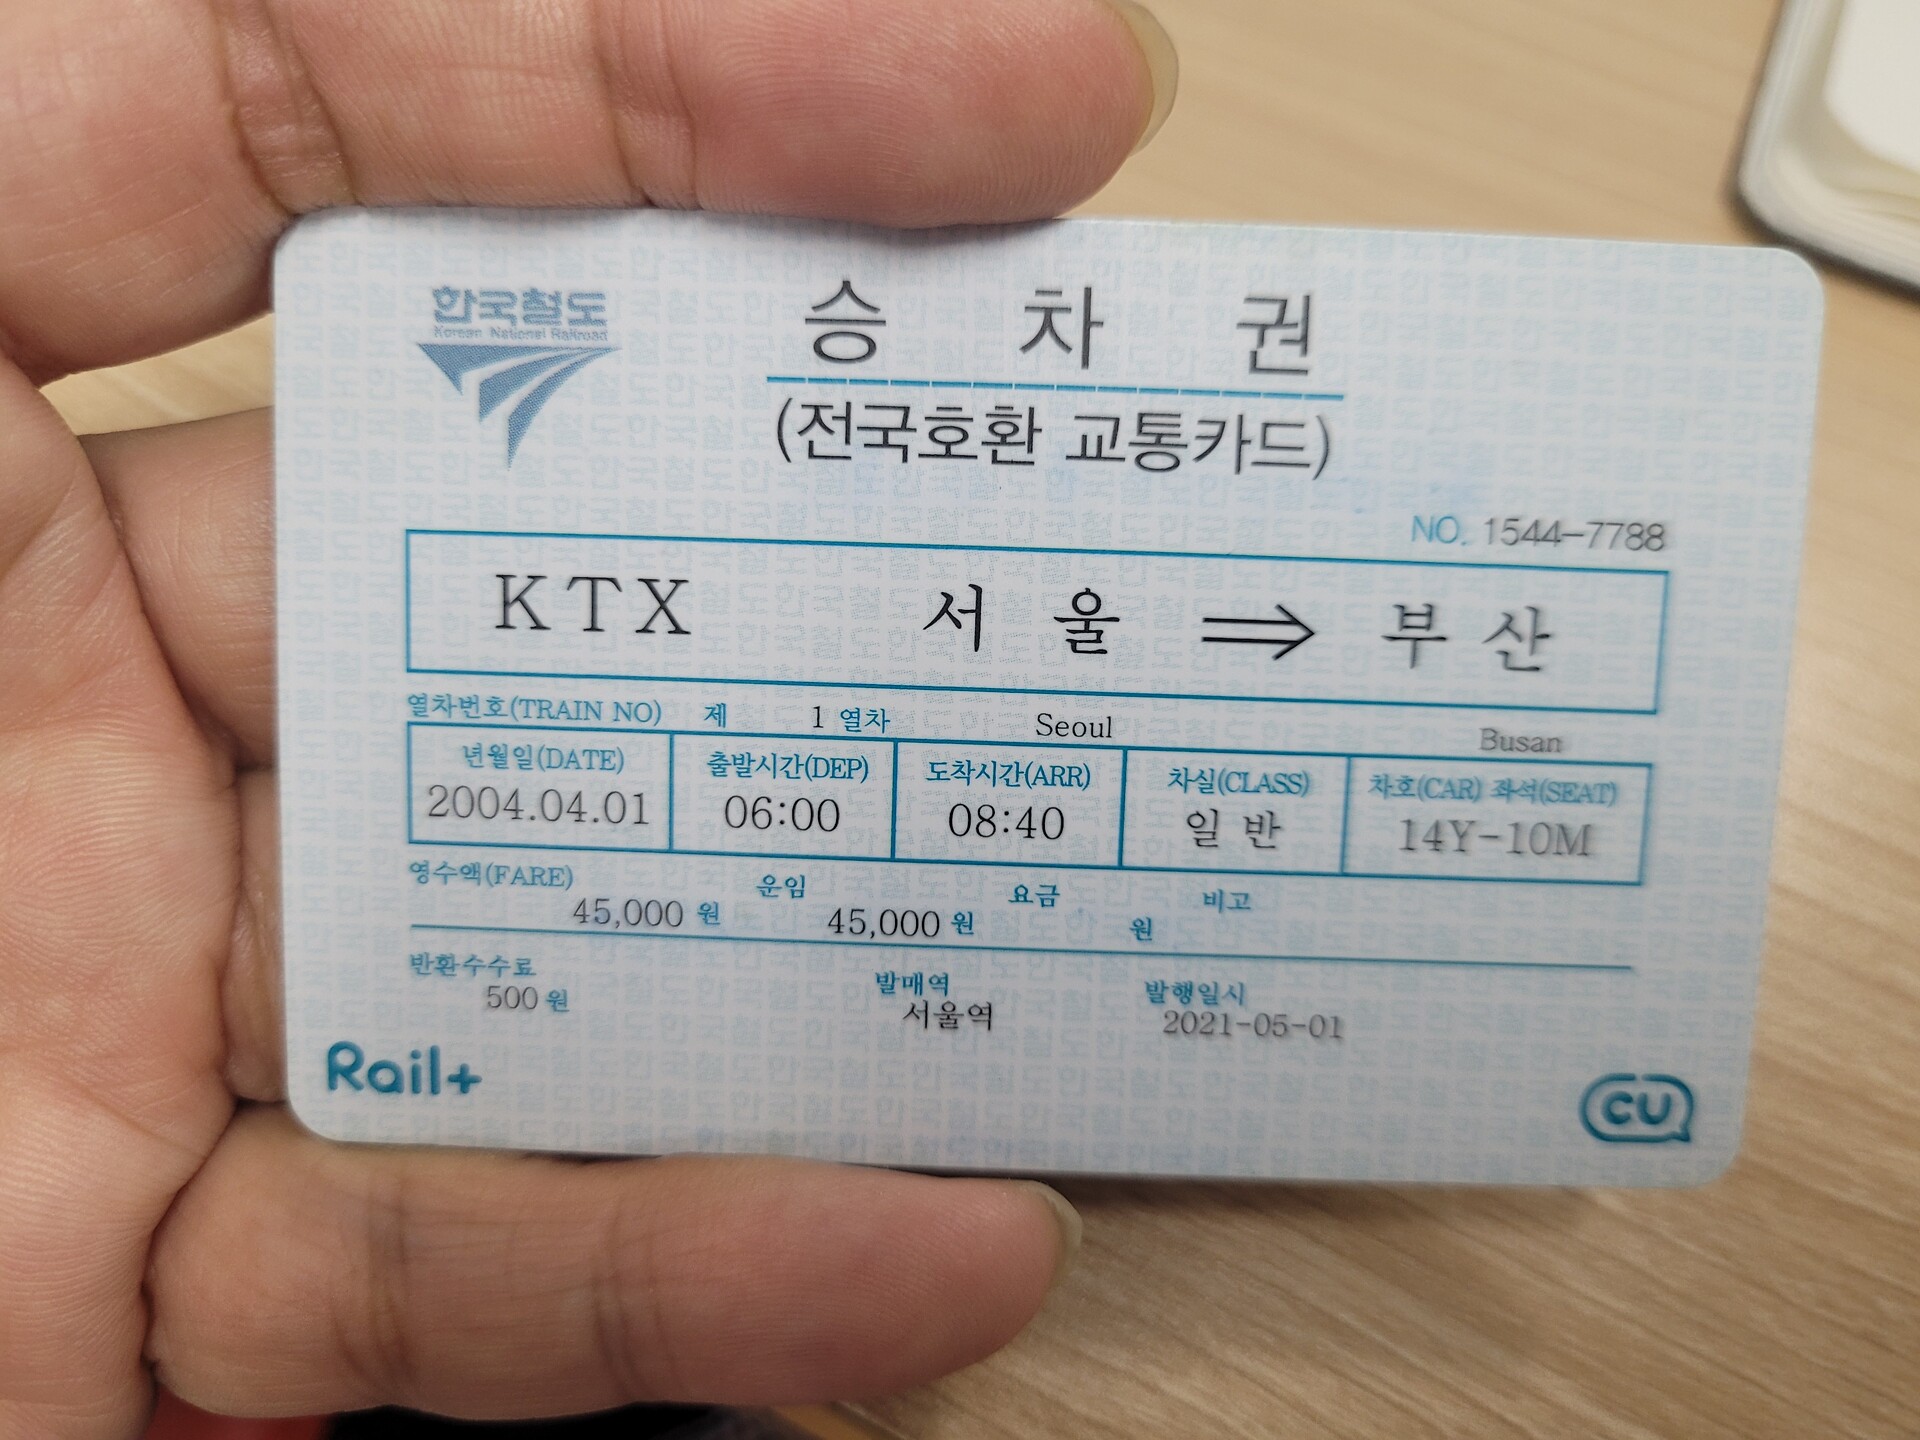 한국철도
Korean National Railroad
승 차 권
(전국호환 교통카드)
NO. 1544-7788
KTX 서 울 ⇒ 부 산
열차번호(TRAIN NO) 제 1 열차 Seoul Busan
년월일(DATE) 출발시간(DEP) 도착시간(ARR) 차실(CLASS) 차호(CAR) 좌석(SEAT)
2004.04.01 06:00 08:40 일 반 14Y-10M
영수액(FARE) 운임 요금 비고
45,000 원 45,000 원 원
반환수수료 발매역 발행일시
500 원 서울역 2021-05-01
Rail+ CU